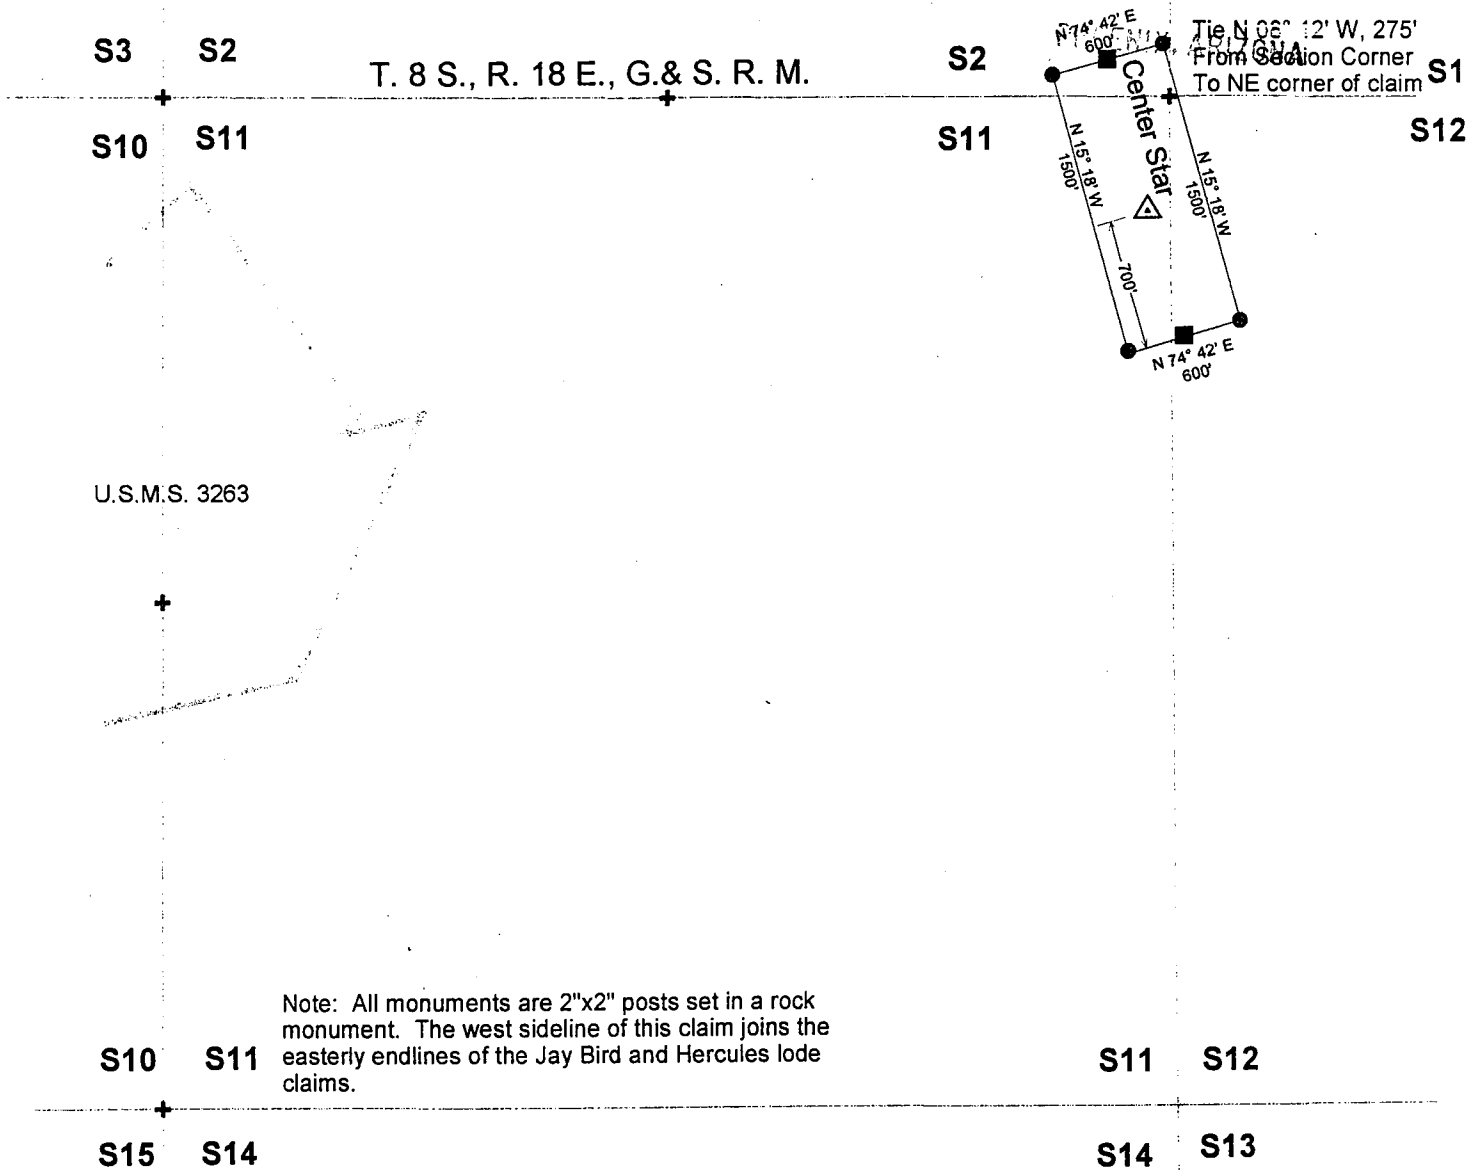 S3 S2
T. 8 S., R. 18 E., G.& S. R. M.
S2
N 74° 42' E
600'
ARIZONA
Tie N 06° 12' W, 275'
From Section Corner
To NE corner of claim
S1
S10 S11
S11
S12
Center Star
N 15° 18' W
1500'
N 15° 18' W
1500'
700'
N 74° 42' E
600'
U.S.M.S. 3263
Note: All monuments are 2"x2" posts set in a rock
monument. The west sideline of this claim joins the
easterly endlines of the Jay Bird and Hercules lode
claims.
S10 S11
S11 S12
S15 S14
S14 S13